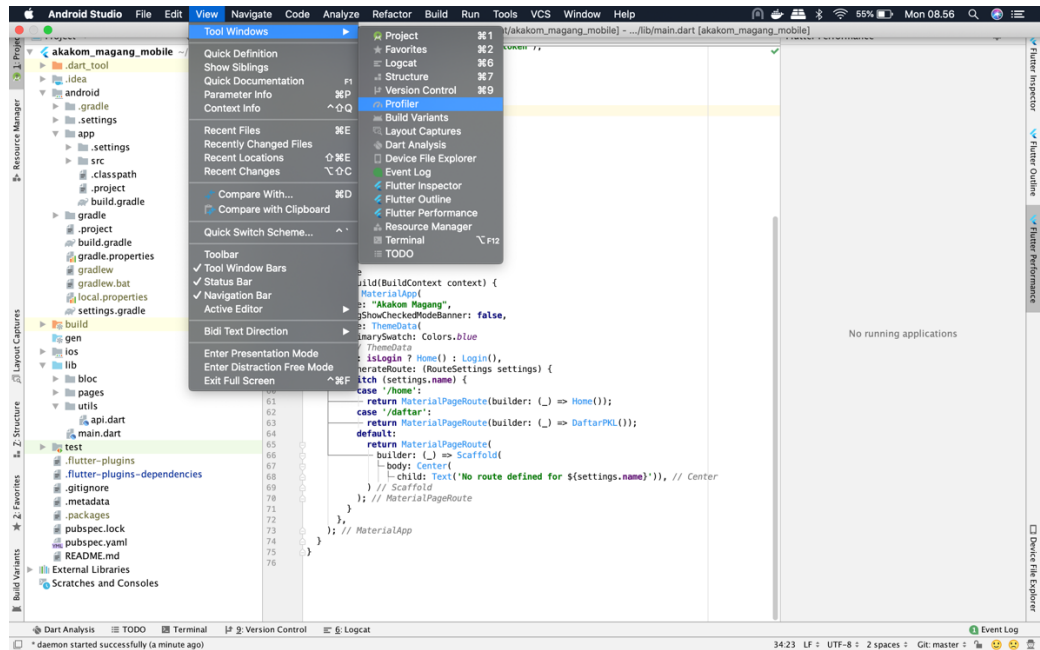 Android Studio File Edit View Navigate Code Analyze Refactor Build Run Tools VCS Window Help 55% Mon 08.56
t/akakom_magang_mobile] - .../lib/main.dart [akakom_magang_mobile]
Tool Windows
Quick Definition
Show Siblings
Quick Documentation F1
Parameter Info ⌘P
Context Info ^⇧Q
Recent Files ⌘E
Recently Changed Files
Recent Locations ⇧⌘E
Recent Changes ⌥⇧C
Compare With... ⌘D
Compare with Clipboard
Quick Switch Scheme... ^`
Toolbar
✓ Tool Window Bars
✓ Status Bar
✓ Navigation Bar
Active Editor
Bidi Text Direction
Enter Presentation Mode
Enter Distraction Free Mode
Exit Full Screen ^⌘F
Project ⌘1
Favorites ⌘2
Logcat ⌘6
Structure ⌘7
Version Control ⌘9
Profiler
Build Variants
Layout Captures
Dart Analysis
Device File Explorer
Event Log
Flutter Inspector
Flutter Outline
Flutter Performance
Resource Manager
Terminal ⌥F12
TODO
1: Project
Resource Manager
Layout Captures
Z: Structure
2: Favorites
Build Variants
akakom_magang_mobile ~/
.dart_tool
.idea
android
.gradle
.settings
app
.settings
src
.classpath
.project
build.gradle
gradle
.project
build.gradle
gradle.properties
gradlew
gradlew.bat
local.properties
settings.gradle
build
gen
ios
lib
bloc
pages
utils
api.dart
main.dart
test
.flutter-plugins
.flutter-plugins-dependencies
.gitignore
.metadata
.packages
pubspec.lock
pubspec.yaml
README.md
External Libraries
Scratches and Consoles
uild(BuildContext context) {
MaterialApp(
e: "Akakom Magang",
gShowCheckedModeBanner: false,
e: ThemeData(
imarySwatch: Colors.blue
/ ThemeData
: isLogin ? Home() : Login(),
nerateRoute: (RouteSettings settings) {
itch (settings.name) {
case '/home':
61 return MaterialPageRoute(builder: (_) => Home());
62 case '/daftar':
63 return MaterialPageRoute(builder: (_) => DaftarPKL());
64 default:
65 return MaterialPageRoute(
66 builder: (_) => Scaffold(
67 body: Center(
68 child: Text('No route defined for ${settings.name}')), // Center
69 ) // Scaffold
70 ); // MaterialPageRoute
71 }
72 },
73 ); // MaterialApp
74 }
75 }
76
No running applications
Flutter Inspector
Flutter Outline
Flutter Performance
Device File Explorer
Dart Analysis TODO Terminal 9: Version Control 6: Logcat 1 Event Log
* daemon started successfully (a minute ago) 34:23 LF UTF-8 2 spaces Git: master